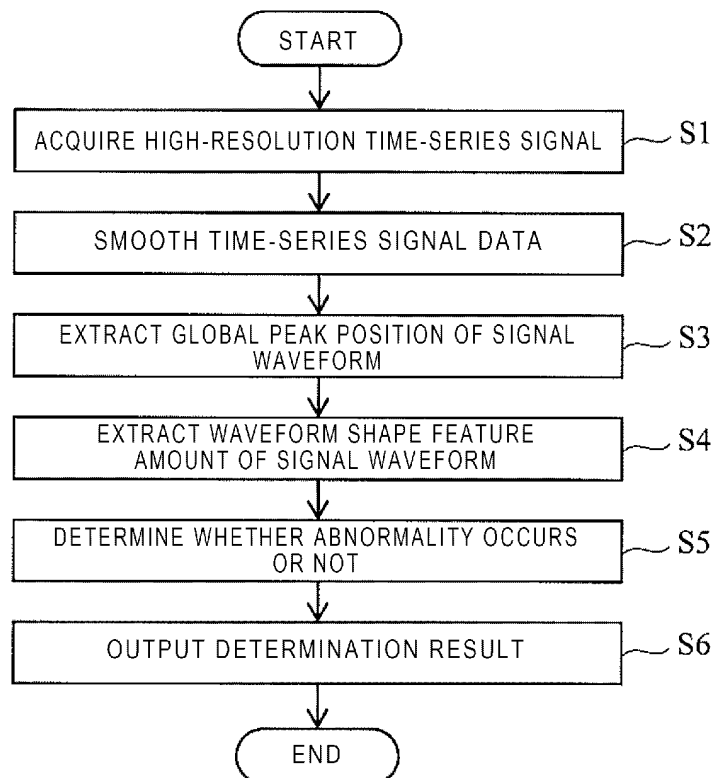 START
ACQUIRE HIGH-RESOLUTION TIME-SERIES SIGNAL
S1
SMOOTH TIME-SERIES SIGNAL DATA
S2
EXTRACT GLOBAL PEAK POSITION OF SIGNAL
WAVEFORM
S3
EXTRACT WAVEFORM SHAPE FEATURE
AMOUNT OF SIGNAL WAVEFORM
S4
DETERMINE WHETHER ABNORMALITY OCCURS
OR NOT
S5
OUTPUT DETERMINATION RESULT
S6
END